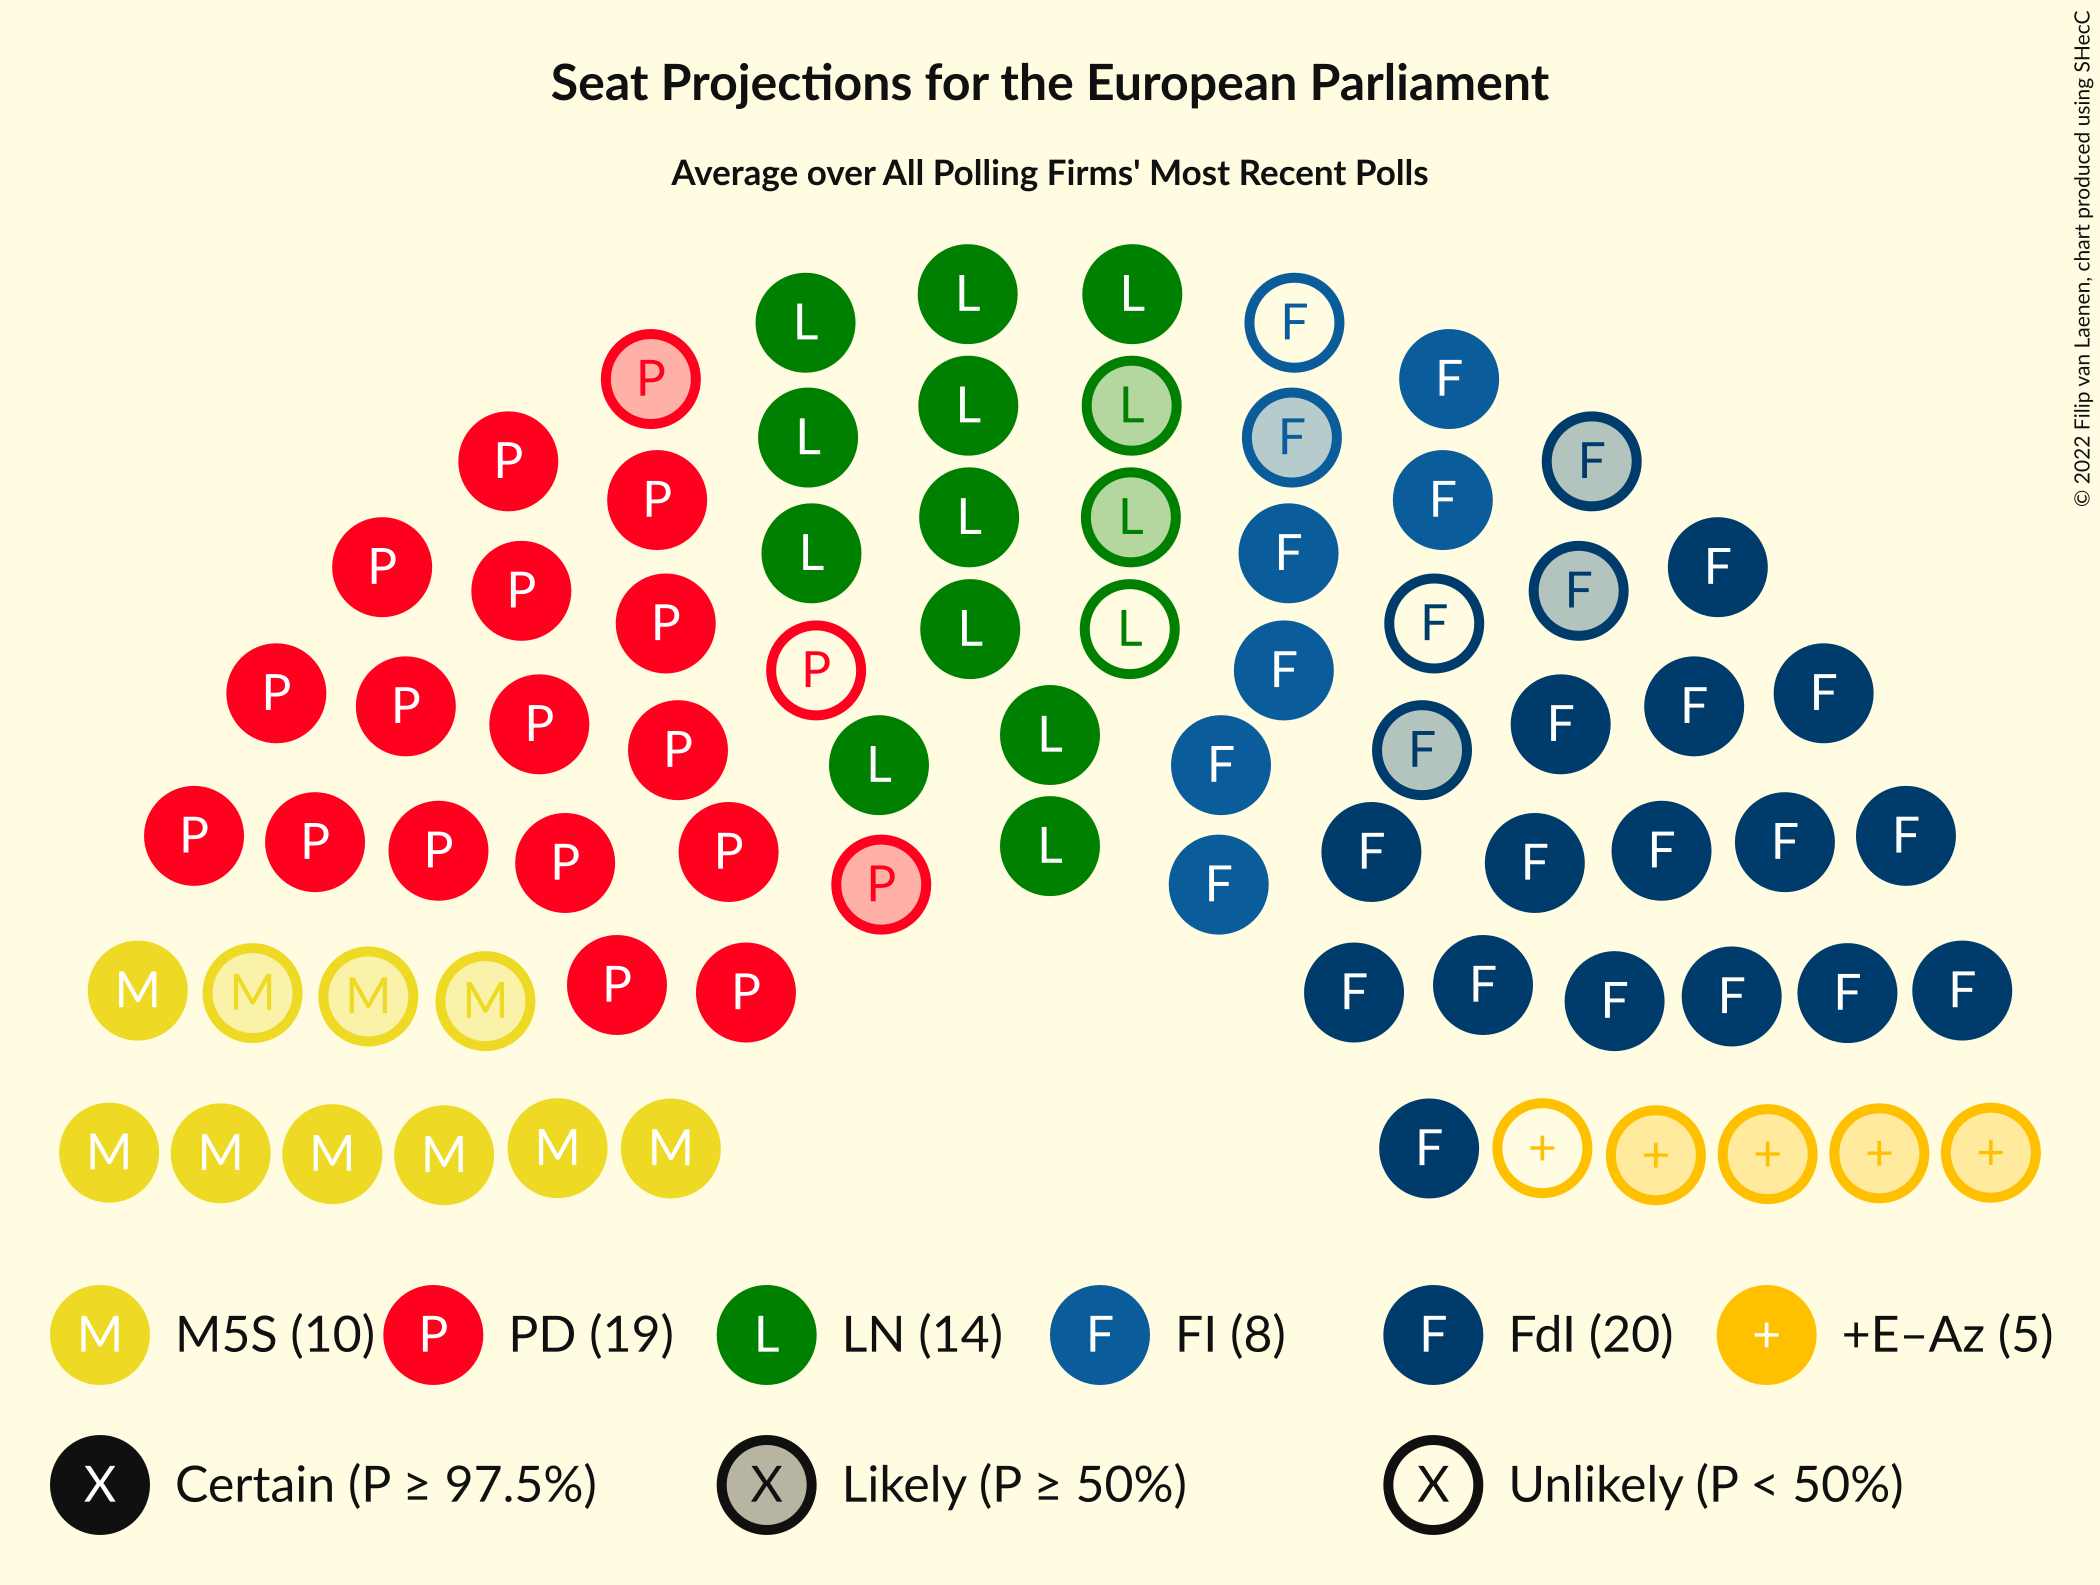 Seat Projections for the European Parliament
Average over All Polling Firms' Most Recent Polls
© 2022 Filip van Laenen, chart produced using SHecC
L L
L F
P F
L L
P F
L F
P F
L L
P F
L F
P F
P F
P F
L L
L F
P F
P F
M F
P F
P F
P F
L
P F
L F
P F
P F
P F
P F
L
P F
P F
P F
M M M M P P F F F F F F
M M M M M M F + + + + +
M M5S (10) P PD (19) L LN (14) F FI (8) F FdI (20) + +E–Az (5)
X Certain (P ≥ 97.5%) X Likely (P ≥ 50%) X Unlikely (P < 50%)